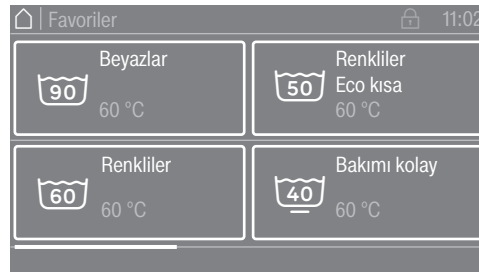 Favoriler 11:02
Beyazlar
90
60 °C
Renkliler
50 Eco kısa
60 °C
Renkliler
60
60 °C
Bakımı kolay
40
60 °C